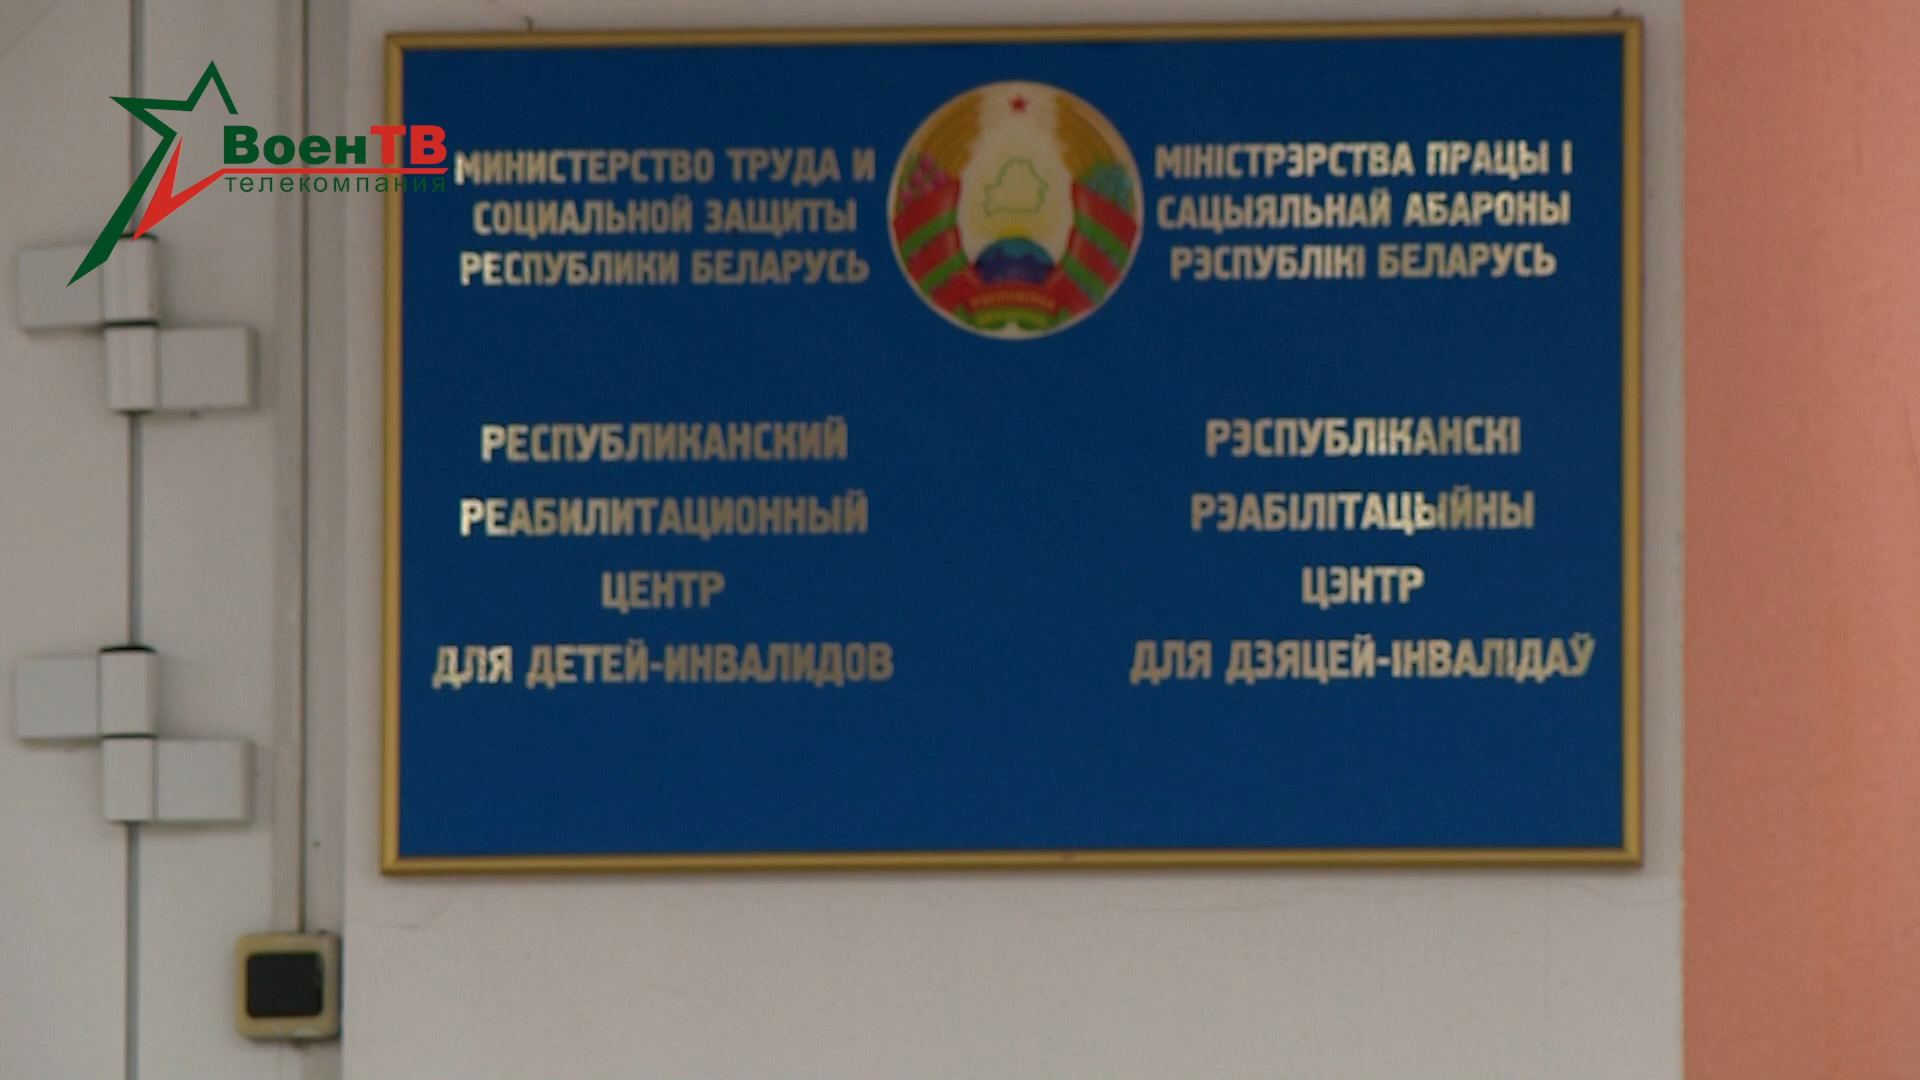 ВоенТВ
телекомпания
МИНИСТЕРСТВО ТРУДА И
СОЦИАЛЬНОЙ ЗАЩИТЫ
РЕСПУБЛИКИ БЕЛАРУСЬ
МІНІСТРЭРСТВА ПРАЦЫ І
САЦЫЯЛЬНАЙ АБАРОНЫ
РЭСПУБЛІКІ БЕЛАРУСЬ
РЕСПУБЛИКАНСКИЙ
РЕАБИЛИТАЦИОННЫЙ
ЦЕНТР
ДЛЯ ДЕТЕЙ-ИНВАЛИДОВ
РЭСПУБЛІКАНСКІ
РЭАБІЛІТАЦЫЙНЫ
ЦЭНТР
ДЛЯ ДЗЯЦЕЙ-ІНВАЛІДАЎ